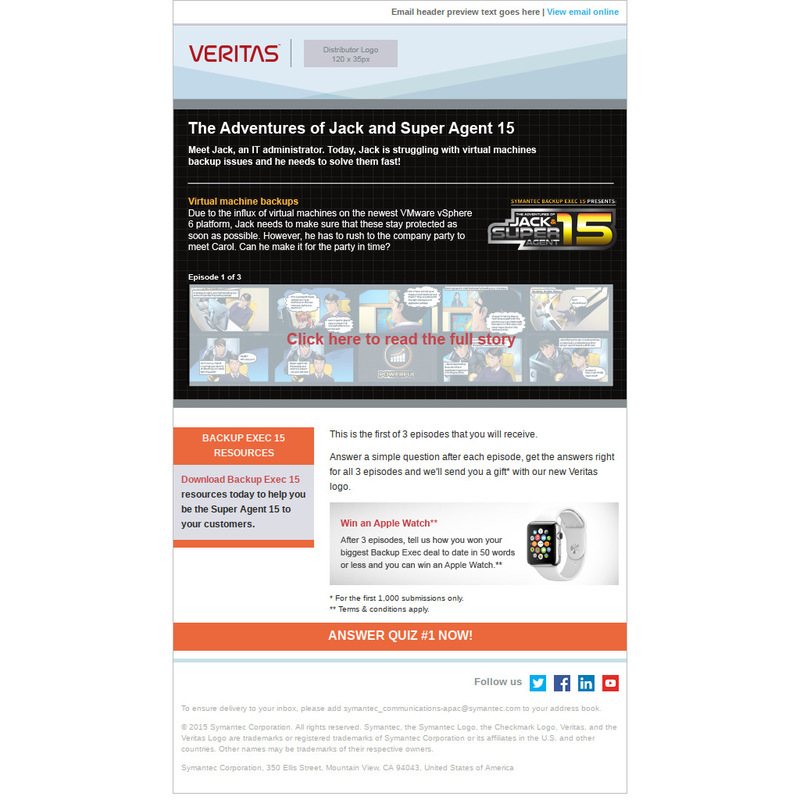 Email header preview text goes here | View email online
VERITAS
Distributor Logo
120 x 35px
The Adventures of Jack and Super Agent 15
Meet Jack, an IT administrator. Today, Jack is struggling with virtual machines
backup issues and he needs to solve them fast!
Virtual machine backups
Due to the influx of virtual machines on the newest VMware vSphere
6 platform, Jack needs to make sure that these stay protected as
soon as possible. However, he has to rush to the company party to
meet Carol. Can he make it for the party in time?
SYMANTEC BACKUP EXEC 15 PRESENTS:
THE ADVENTURES OF
JACK &
SUPER
AGENT
15
Episode 1 of 3
Click here to read the full story
BACKUP EXEC 15
RESOURCES
Download Backup Exec 15
resources today to help you
be the Super Agent 15 to
your customers.
This is the first of 3 episodes that you will receive.
Answer a simple question after each episode, get the answers right
for all 3 episodes and we'll send you a gift* with our new Veritas
logo.
Win an Apple Watch**
After 3 episodes, tell us how you won your
biggest Backup Exec deal to date in 50 words
or less and you can win an Apple Watch.**
* For the first 1,000 submissions only.
** Terms & conditions apply.
ANSWER QUIZ #1 NOW!
Follow us
To ensure delivery to your inbox, please add symantec_communications-apac@symantec.com to your address book.
© 2015 Symantec Corporation. All rights reserved. Symantec, the Symantec Logo, the Checkmark Logo, Veritas, and the
Veritas Logo are trademarks or registered trademarks of Symantec Corporation or its affiliates in the U.S. and other
countries. Other names may be trademarks of their respective owners.
Symantec Corporation, 350 Ellis Street, Mountain View, CA 94043, United States of America.